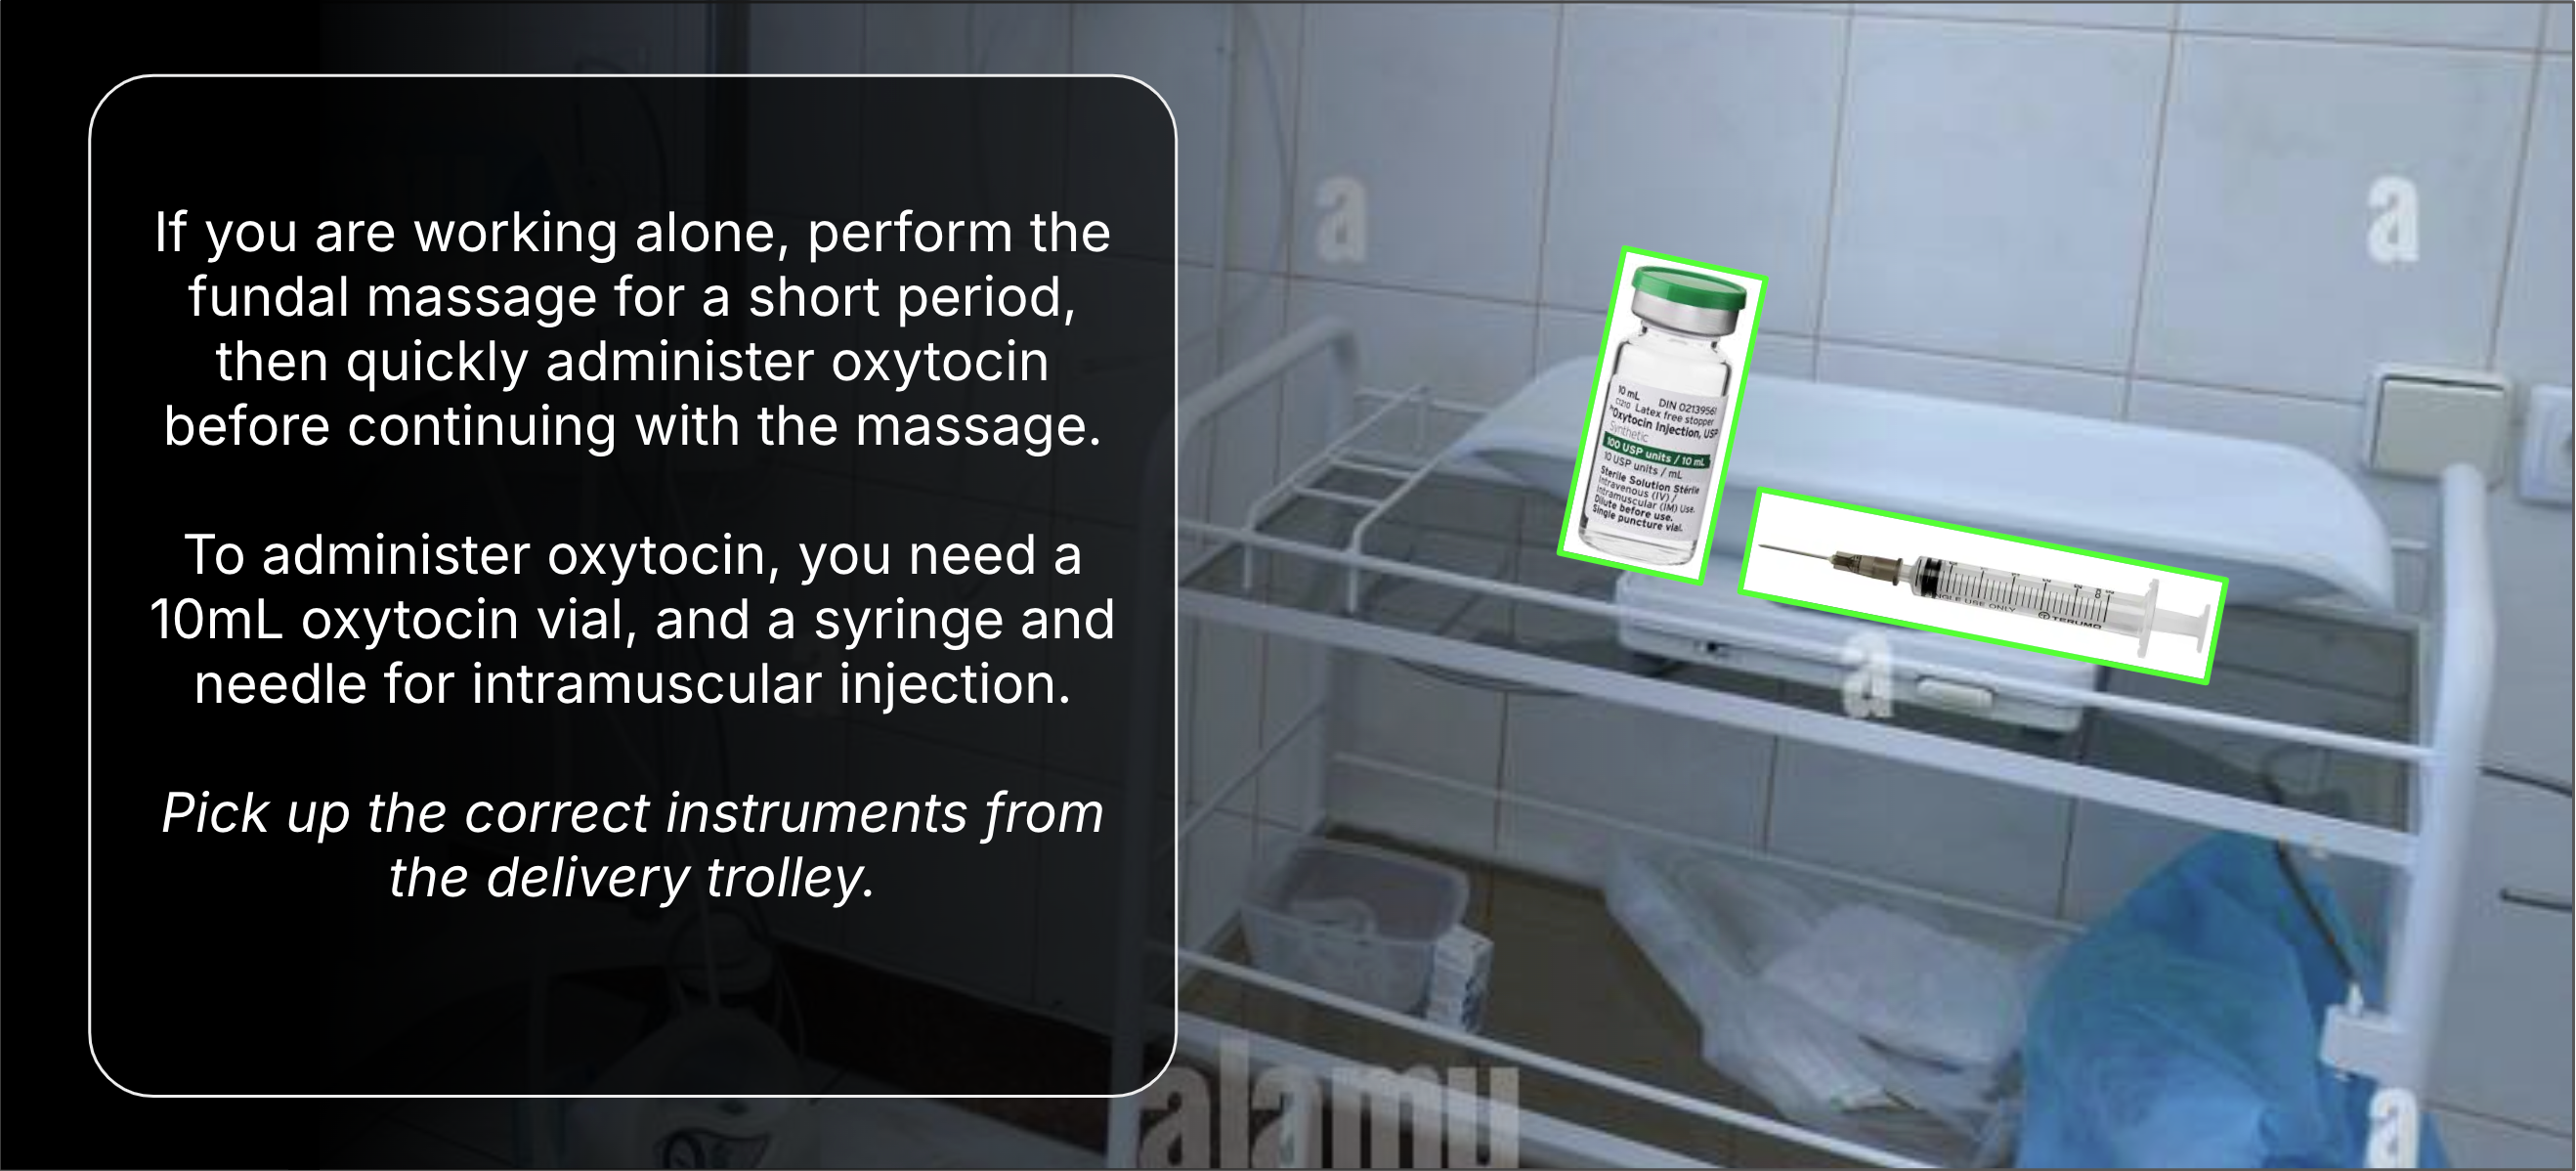 If you are working alone, perform the
fundal massage for a short period,
then quickly administer oxytocin
before continuing with the massage.
To administer oxytocin, you need a
10mL oxytocin vial, and a syringe and
needle for intramuscular injection.
Pick up the correct instruments from
the delivery trolley.
a
a
10 mL DIN 02139561
C1210 Latex free stopper
Oxytocin Injection, USP
Synthetic
100 USP units / 10 mL
10 USP units / mL
Sterile Solution Stérile
Intravenous (IV) /
Intramuscular (IM) Use.
Dilute before use.
Single puncture vial.
SINGLE USE ONLY TERUMO
a
a
alamy